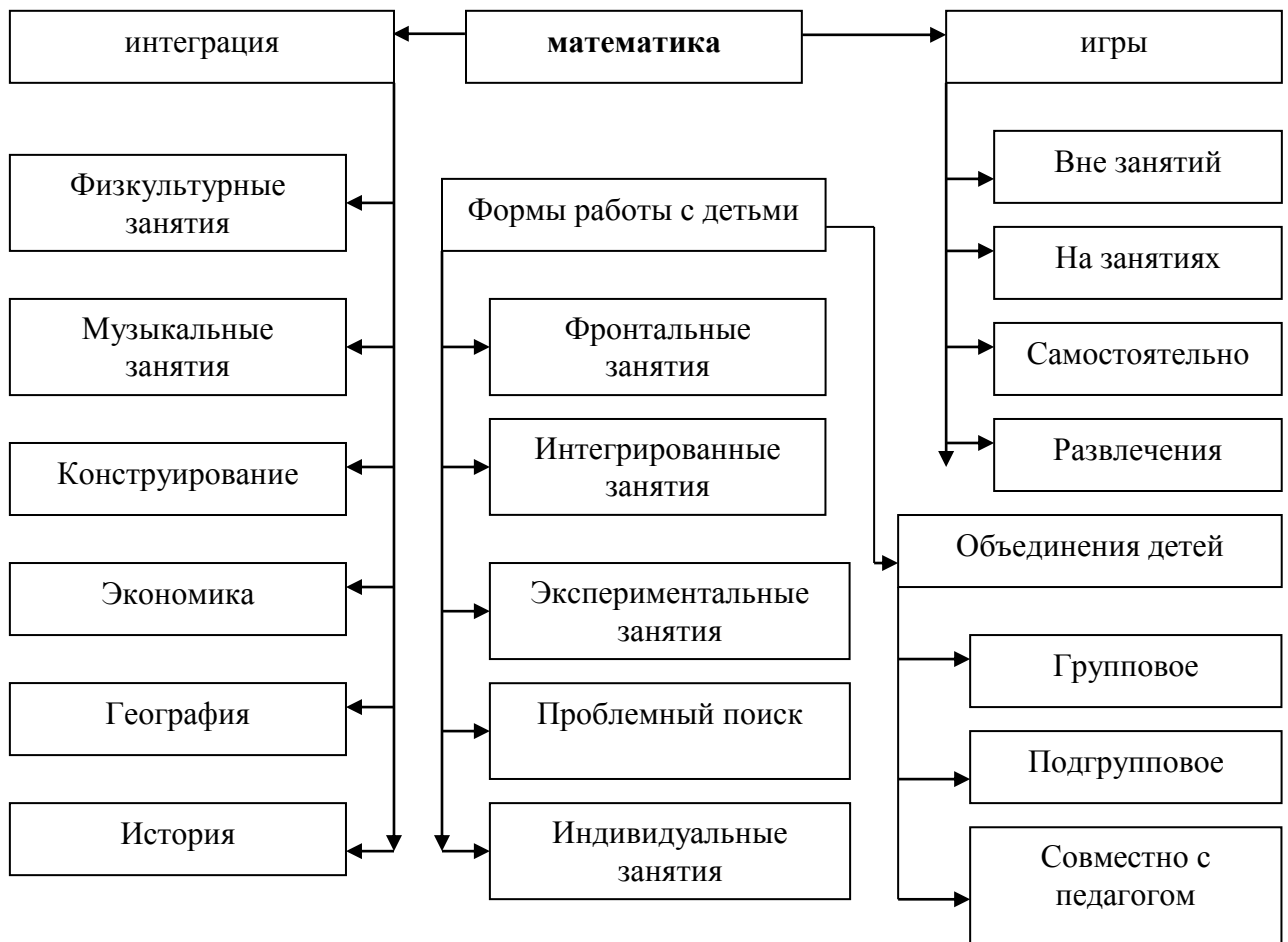 интеграция
математика
игры
Физкультурные
занятия
Музыкальные
занятия
Конструирование
Экономика
География
История
Формы работы с детьми
Фронтальные
занятия
Интегрированные
занятия
Экспериментальные
занятия
Проблемный поиск
Индивидуальные
занятия
Вне занятий
На занятиях
Самостоятельно
Развлечения
Объединения детей
Групповое
Подгрупповое
Совместно с
педагогом